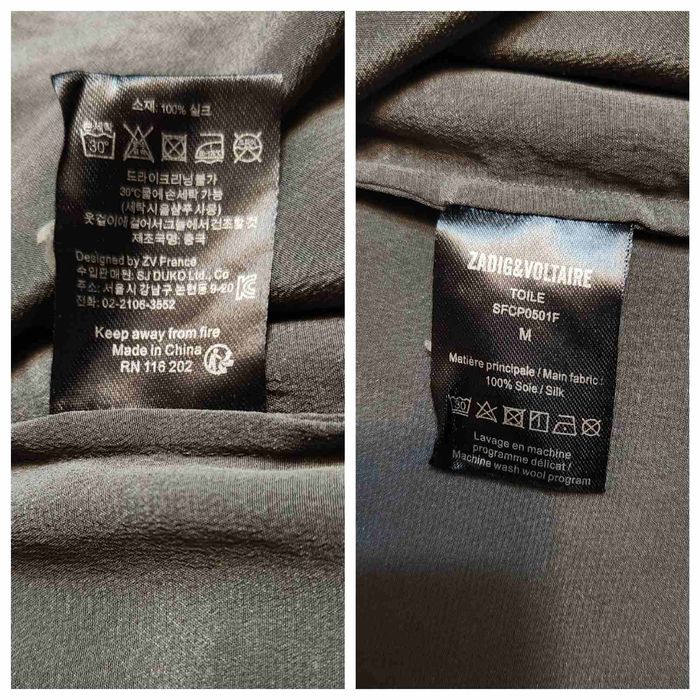 소재: 100% 실크
손세탁
30°
드라이크리닝불가
30℃물에 손세탁 가능
(세탁시 울샴푸 사용)
옷걸이에 걸어서 그늘에서 건조할 것
제조국명: 중국
Designed by ZV France
수입판매원: SJ DUKO Ltd., Co
주소: 서울시 강남구 논현동 9-20
전화: 02-2106-3552
Keep away from fire
Made in China
RN 116 202
ZADIG&VOLTAIRE
TOILE
SFCP0501F
M
Matière principale / Main fabric :
100% Soie / Silk
30
Lavage en machine
programme délicat /
Machine wash wool program